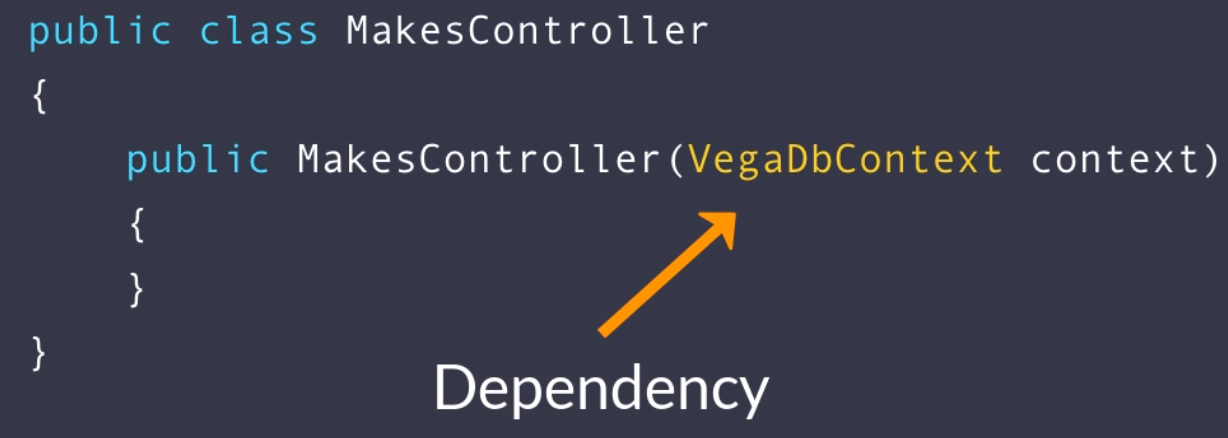 public class MakesController
{
public MakesController(VegaDbContext context)
{
}
}
Dependency